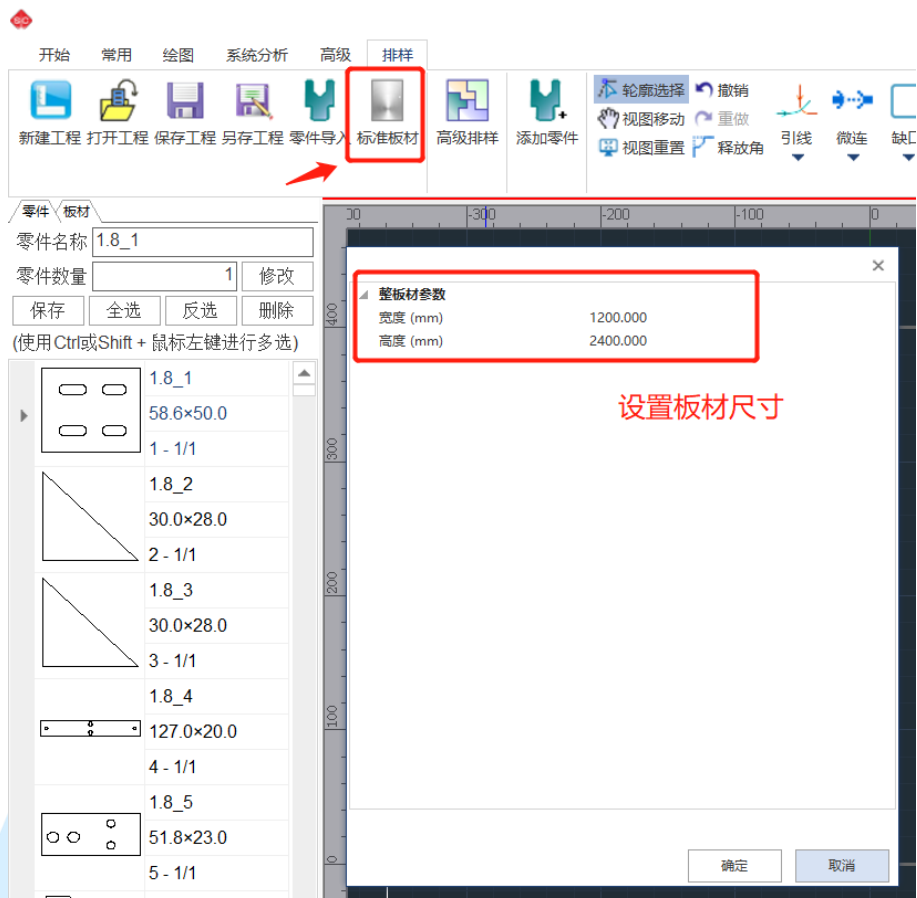 SIC
开始 常用 绘图 系统分析 高级 排样
新建工程 打开工程 保存工程 另存工程 零件导入 标准板材 高级排样 添加零件
轮廓选择 撤销
视图移动 重做
视图重置 释放角
引线 微连
零件 板材
零件名称 1.8_1
零件数量 1 修改
保存 全选 反选 删除
(使用Ctrl或Shift + 鼠标左键进行多选)
1.8_1
58.6×50.0
1 - 1/1
1.8_2
30.0×28.0
2 - 1/1
1.8_3
30.0×28.0
3 - 1/1
1.8_4
127.0×20.0
4 - 1/1
1.8_5
51.8×23.0
5 - 1/1
-300 -200 -100 0
400
300
200
100
0
整板材参数
宽度 (mm) 1200.000
高度 (mm) 2400.000
设置板材尺寸
确定 取消